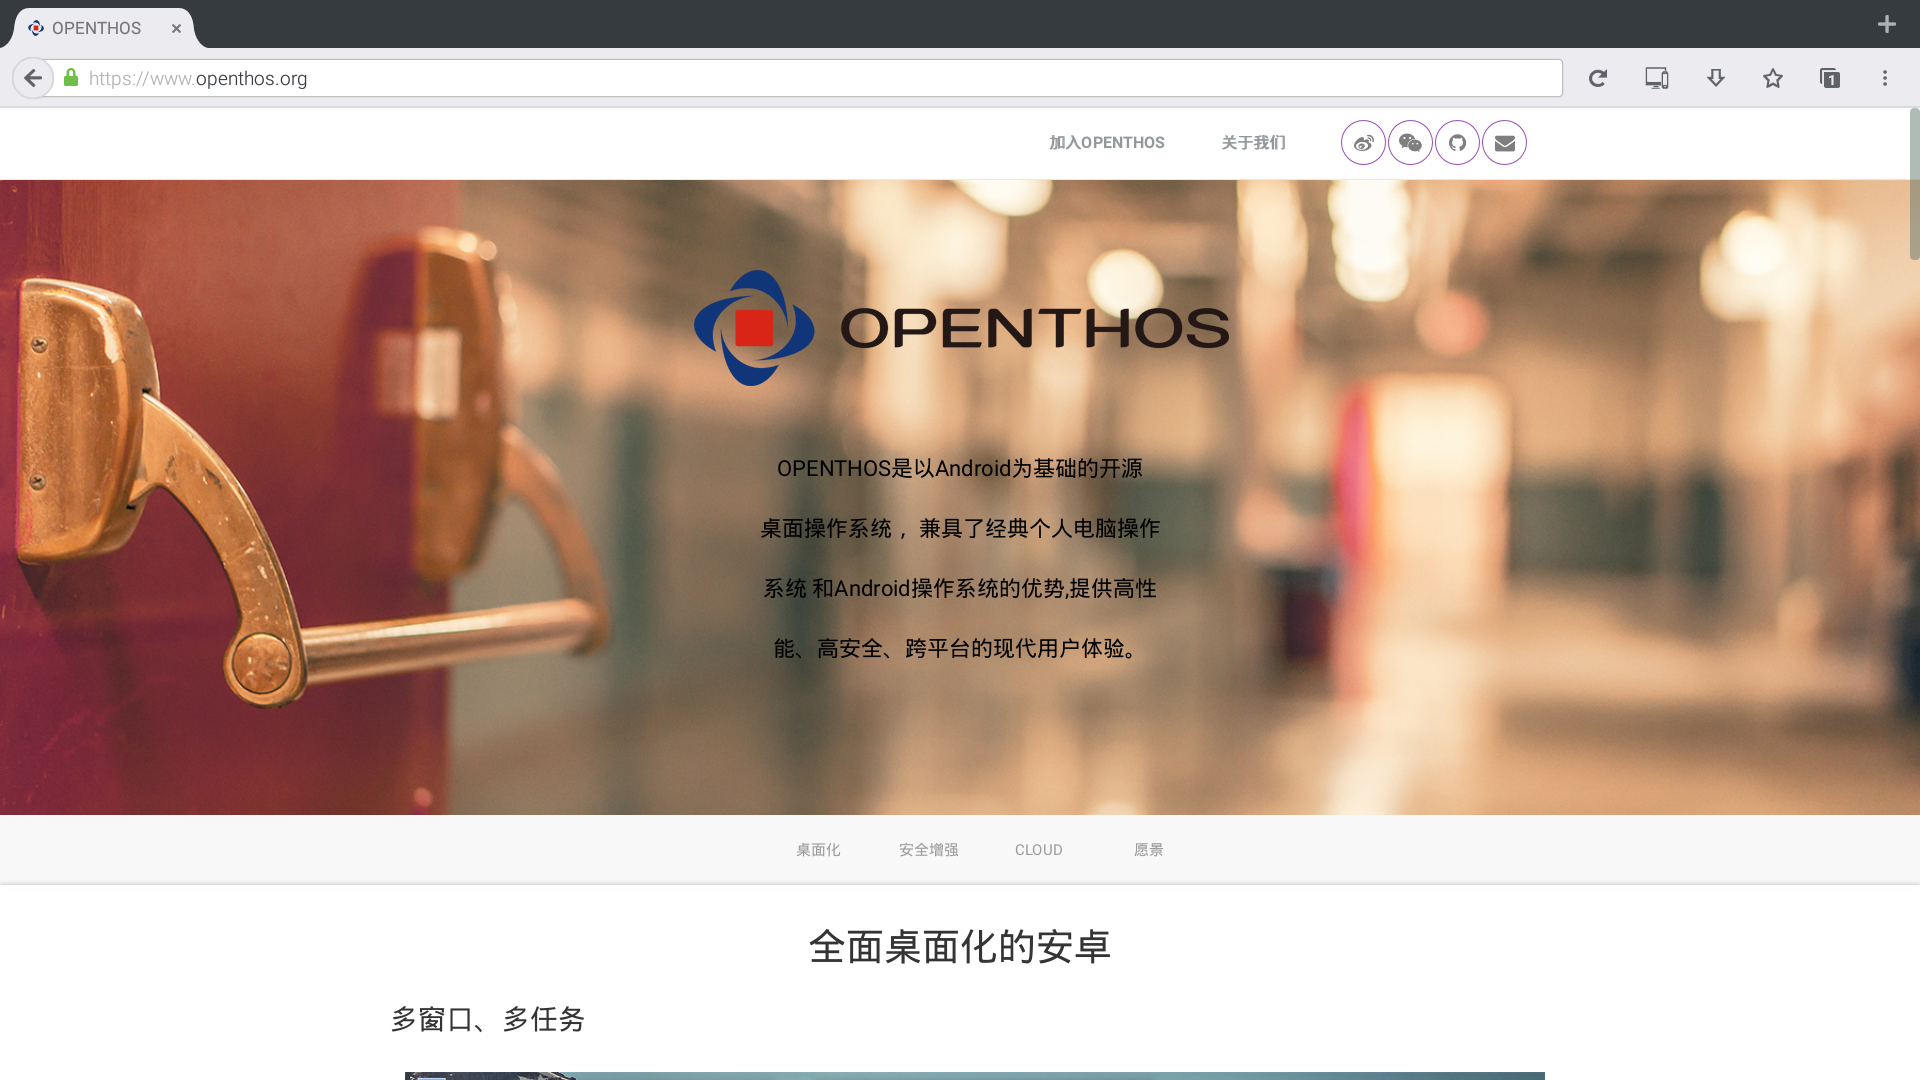 OPENTHOS
https://www.openthos.org
1
加入OPENTHOS 关于我们
OPENTHOS
OPENTHOS是以Android为基础的开源
桌面操作系统 ，兼具了经典个人电脑操作
系统 和Android操作系统的优势,提供高性
能、高安全、跨平台的现代用户体验。
桌面化 安全增强 CLOUD 愿景
全面桌面化的安卓
多窗口、多任务